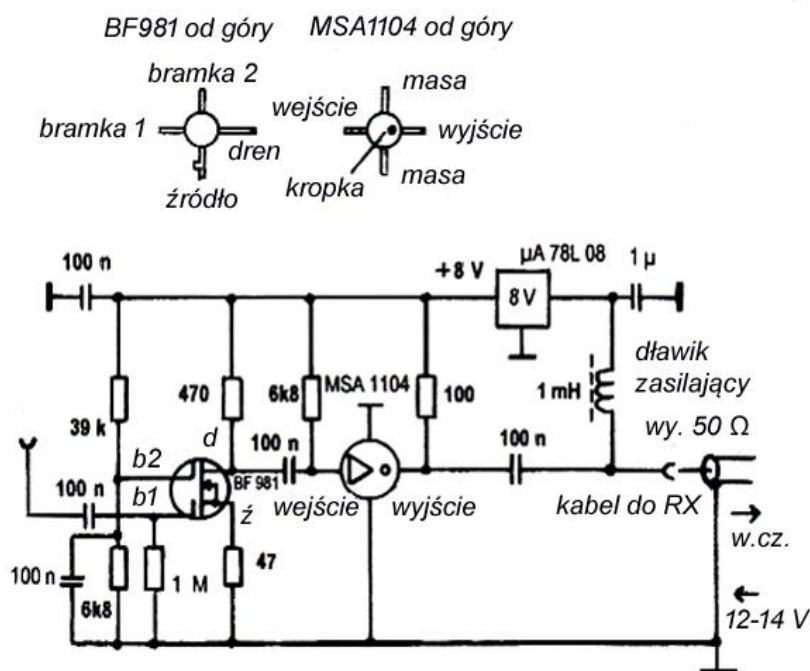 BF981 od góry
MSA1104 od góry
bramka 2
masa
wejście
bramka 1
wyjście
dren
kropka
masa
źródło
100 n
+8 V
µA 78L 08
1 µ
8V
dławik
zasilający
39 k
470
6k8
MSA 1104
100
1 mH
wy. 50 Ω
d
100 n
100 n
b2
BF 981
100 n
b1
ź
wejście
wyjście
kabel do RX
w.cz.
100 n
6k8
1 M
47
12-14 V